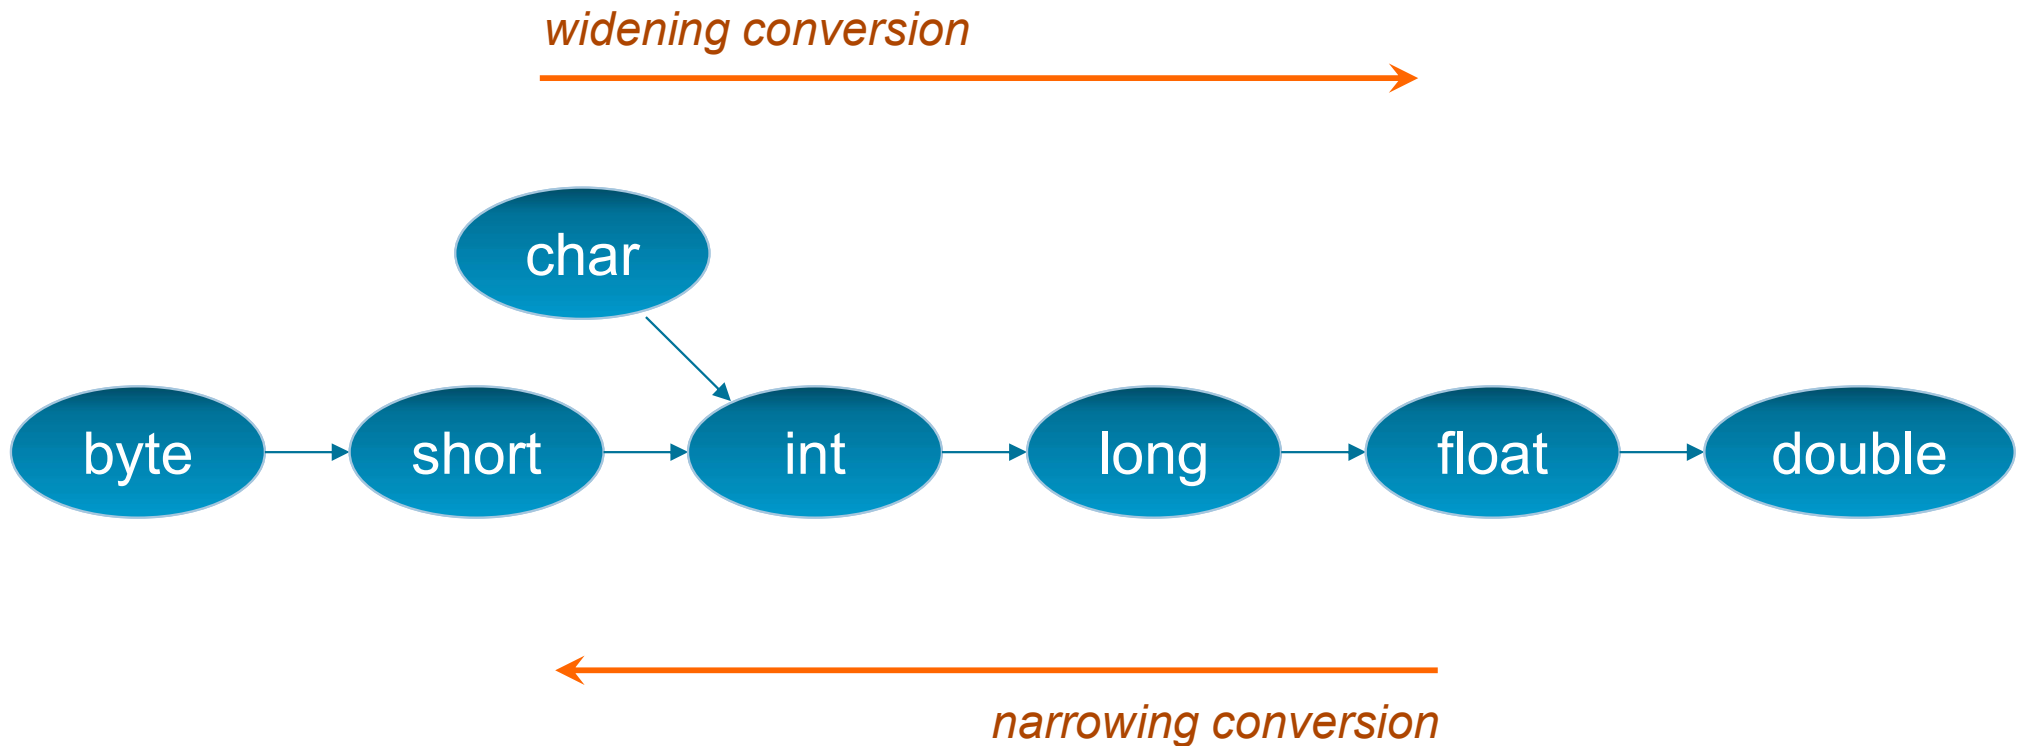 widening conversion
char
byte short int long float double
narrowing conversion